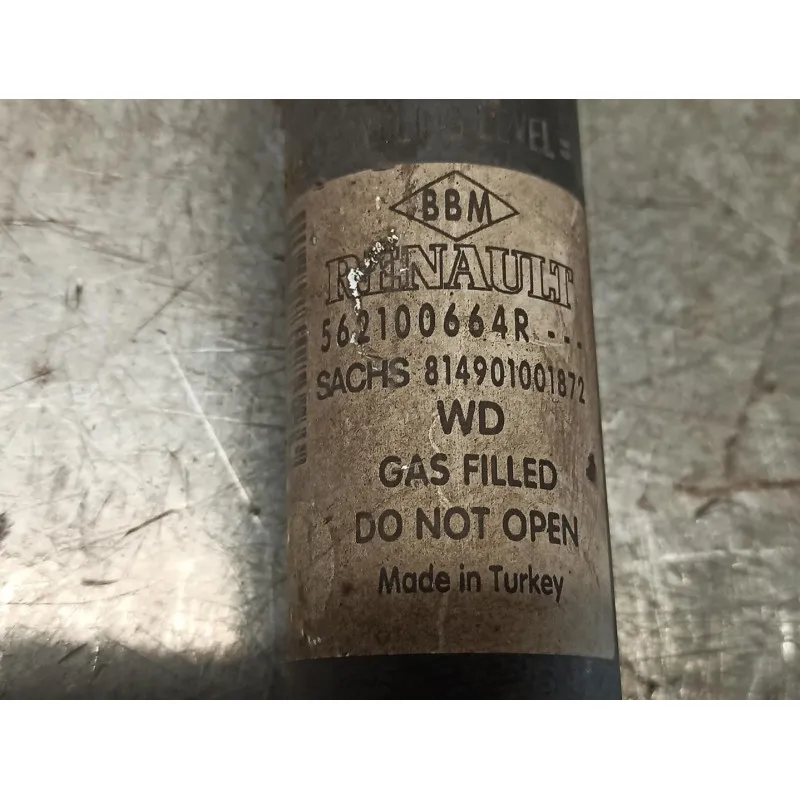 BBM
RENAULT
562100664R ---
SACHS 814901001872
WD
GAS FILLED
DO NOT OPEN
Made in Turkey